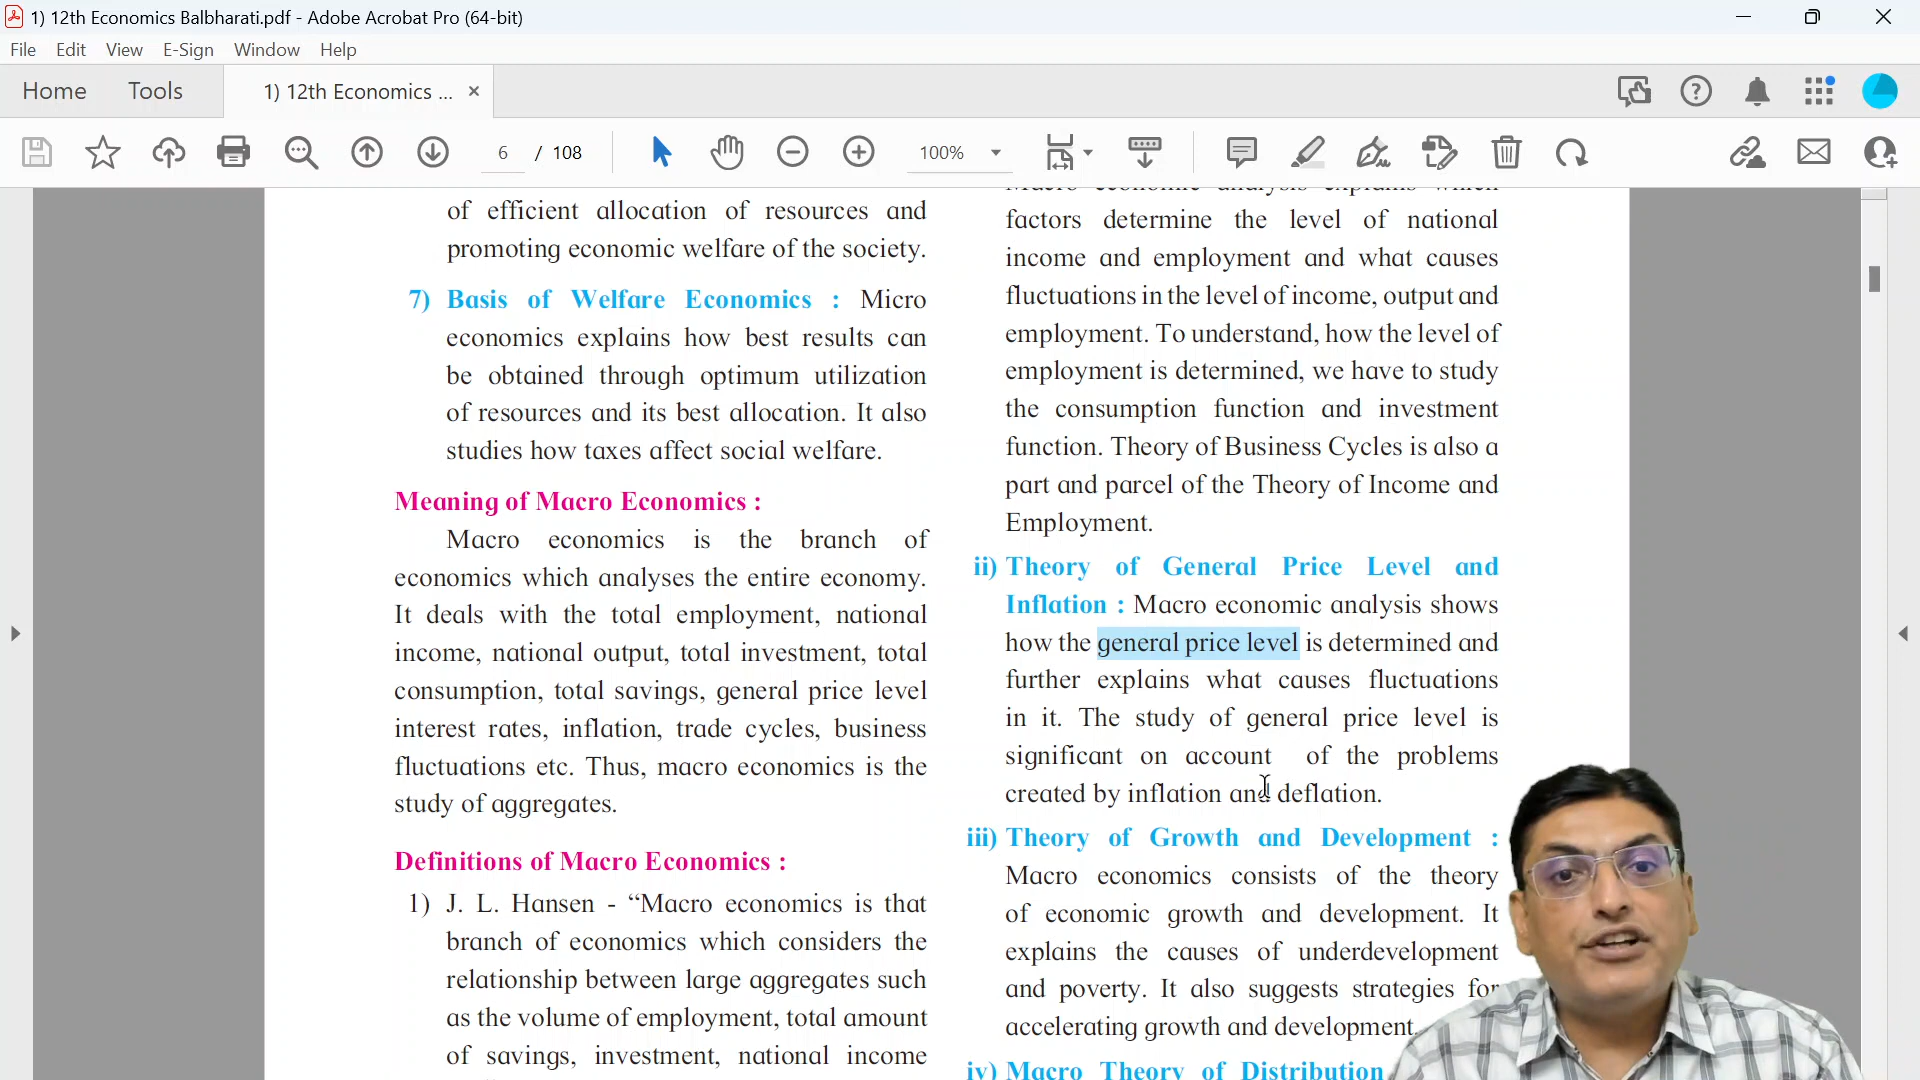 1) 12th Economics Balbharati.pdf - Adobe Acrobat Pro (64-bit)
File Edit View E-Sign Window Help
Home Tools 1) 12th Economics ... ×
6 / 108 100%
of efficient allocation of resources and
promoting economic welfare of the society.
7) Basis of Welfare Economics : Micro
economics explains how best results can
be obtained through optimum utilization
of resources and its best allocation. It also
studies how taxes affect social welfare.
Meaning of Macro Economics :
Macro economics is the branch of
economics which analyses the entire economy.
It deals with the total employment, national
income, national output, total investment, total
consumption, total savings, general price level
interest rates, inflation, trade cycles, business
fluctuations etc. Thus, macro economics is the
study of aggregates.
Definitions of Macro Economics :
1) J. L. Hansen - “Macro economics is that
branch of economics which considers the
relationship between large aggregates such
as the volume of employment, total amount
of savings, investment, national income
Macro economic analysis explains which
factors determine the level of national
income and employment and what causes
fluctuations in the level of income, output and
employment. To understand, how the level of
employment is determined, we have to study
the consumption function and investment
function. Theory of Business Cycles is also a
part and parcel of the Theory of Income and
Employment.
ii) Theory of General Price Level and
Inflation : Macro economic analysis shows
how the general price level is determined and
further explains what causes fluctuations
in it. The study of general price level is
significant on account of the problems
created by inflation and deflation.
iii) Theory of Growth and Development :
Macro economics consists of the theory
of economic growth and development. It
explains the causes of underdevelopment
and poverty. It also suggests strategies for
accelerating growth and development.
iv) Macro Theory of Distribution